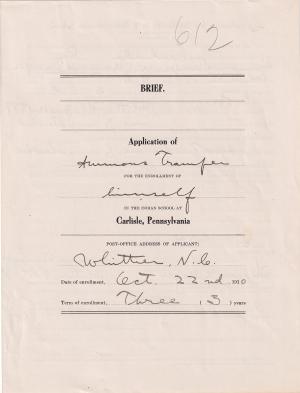 612
BRIEF.
Application of
Ammons Tramper
FOR THE ENROLLMENT OF
himself
IN THE INDIAN SCHOOL AT
Carlisle, Pennsylvania
POST-OFFICE ADDRESS OF APPLICANT:
Whittier, N.C.
Date of enrollment, Oct. 22nd 1910
Term of enrollment, Three ( 3 ) years